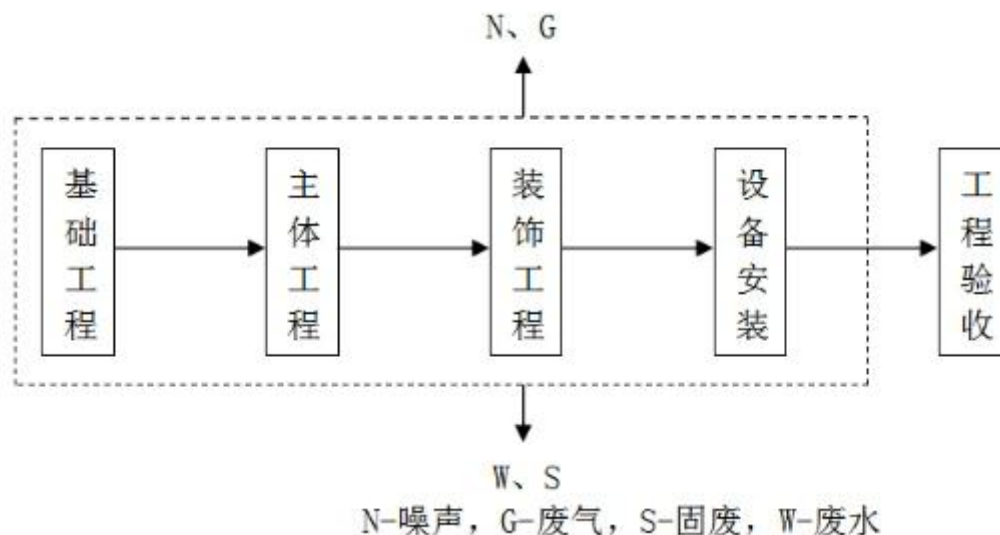 N、G
基础工程
主体工程
装饰工程
设备安装
工程验收
W、S
N-噪声，G-废气，S-固废，W-废水